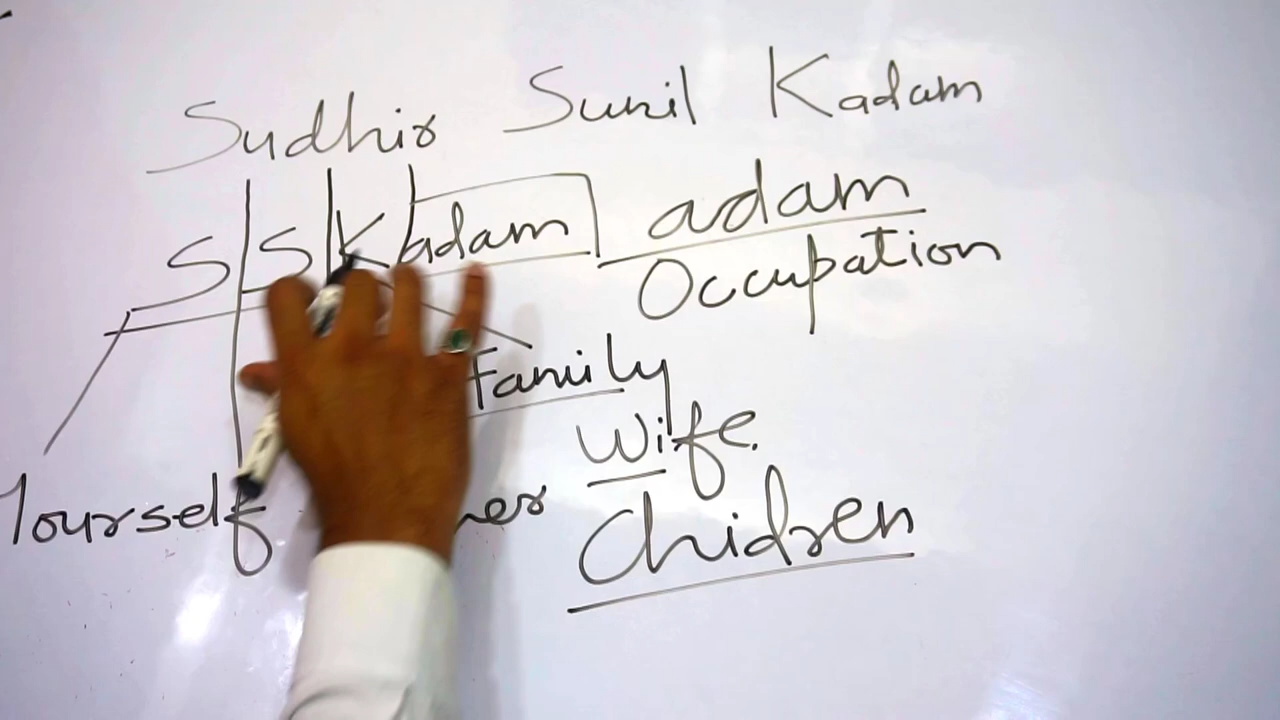 Sudhir Sunil Kadam
S S Kadam adam
Occupation
Family
Wife.
Yourself
Chidren